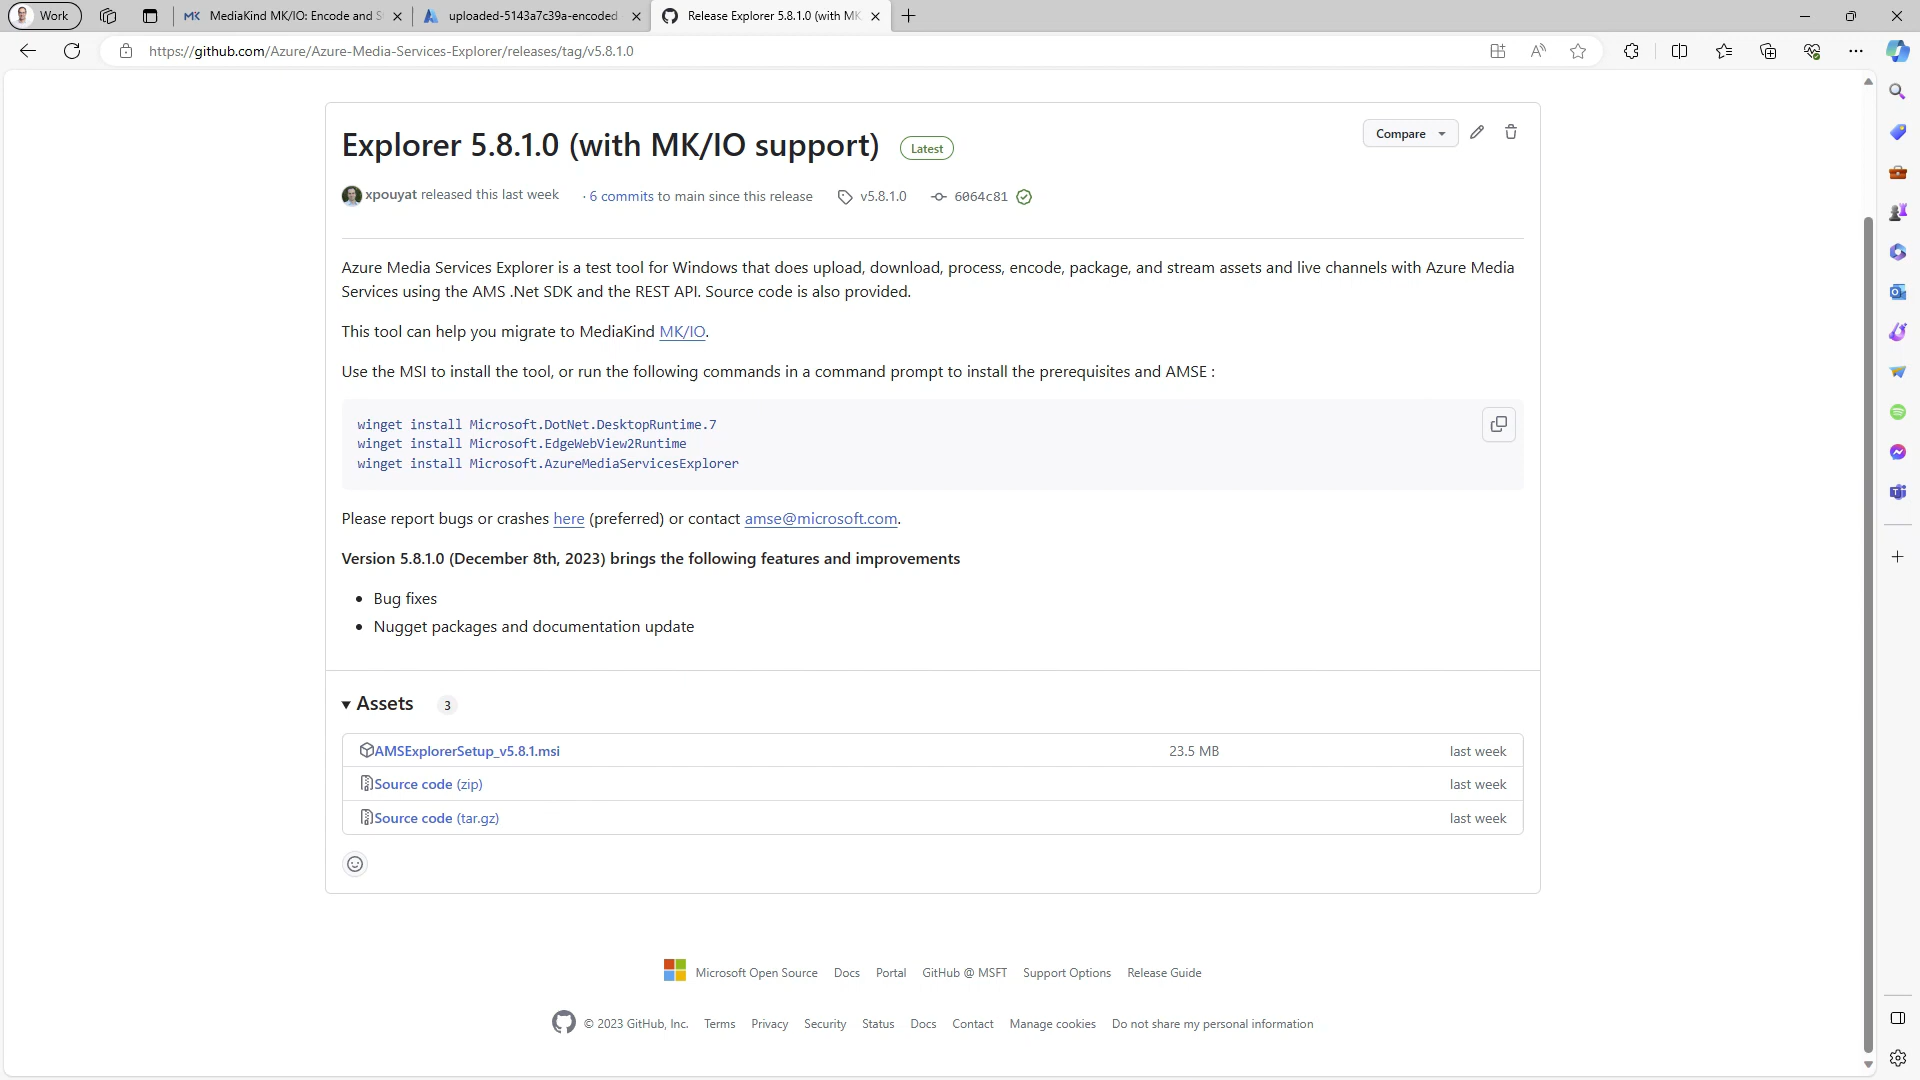 Work
MediaKind MK/IO: Encode and S
uploaded-5143a7c39a-encoded
Release Explorer 5.8.1.0 (with MK
https://github.com/Azure/Azure-Media-Services-Explorer/releases/tag/v5.8.1.0
Explorer 5.8.1.0 (with MK/IO support) Latest
Compare
xpouyat released this last week · 6 commits to main since this release v5.8.1.0 6064c81
Azure Media Services Explorer is a test tool for Windows that does upload, download, process, encode, package, and stream assets and live channels with Azure Media
Services using the AMS .Net SDK and the REST API. Source code is also provided.
This tool can help you migrate to MediaKind MK/IO.
Use the MSI to install the tool, or run the following commands in a command prompt to install the prerequisites and AMSE :
winget install Microsoft.DotNet.DesktopRuntime.7
winget install Microsoft.EdgeWebView2Runtime
winget install Microsoft.AzureMediaServicesExplorer
Please report bugs or crashes here (preferred) or contact amse@microsoft.com.
Version 5.8.1.0 (December 8th, 2023) brings the following features and improvements
• Bug fixes
• Nugget packages and documentation update
Assets 3
AMSExplorerSetup_v5.8.1.msi 23.5 MB last week
Source code (zip) last week
Source code (tar.gz) last week
Microsoft Open Source Docs Portal GitHub @ MSFT Support Options Release Guide
© 2023 GitHub, Inc. Terms Privacy Security Status Docs Contact Manage cookies Do not share my personal information